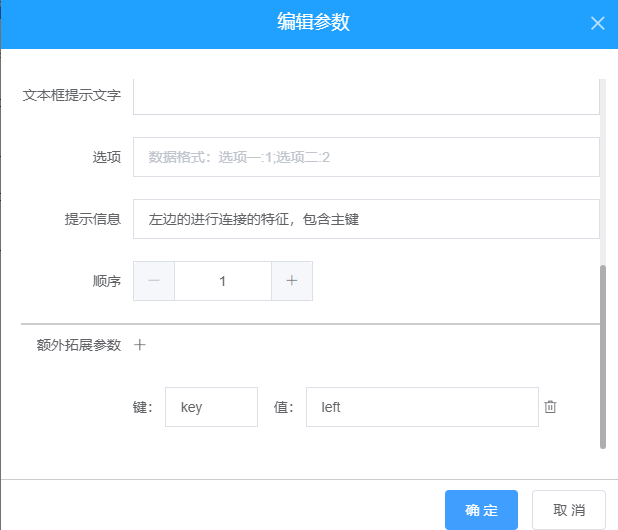 编辑参数
文本框提示文字
选项 数据格式：选项一:1;选项二:2
提示信息 左边的进行连接的特征，包含主键
顺序 1
额外拓展参数
键： key 值： left
确 定 取 消